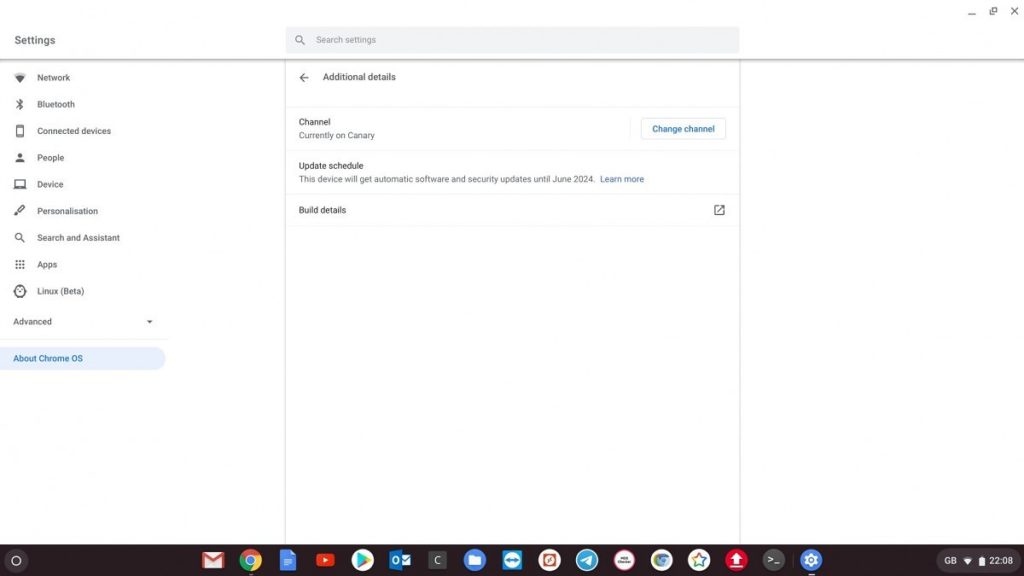 Settings
Search settings
Network
Bluetooth
Connected devices
People
Device
Personalisation
Search and Assistant
Apps
Linux (Beta)
Advanced
About Chrome OS
Additional details
Channel
Currently on Canary
Change channel
Update schedule
This device will get automatic software and security updates until June 2024. Learn more
Build details
C
>_
GB 22:08